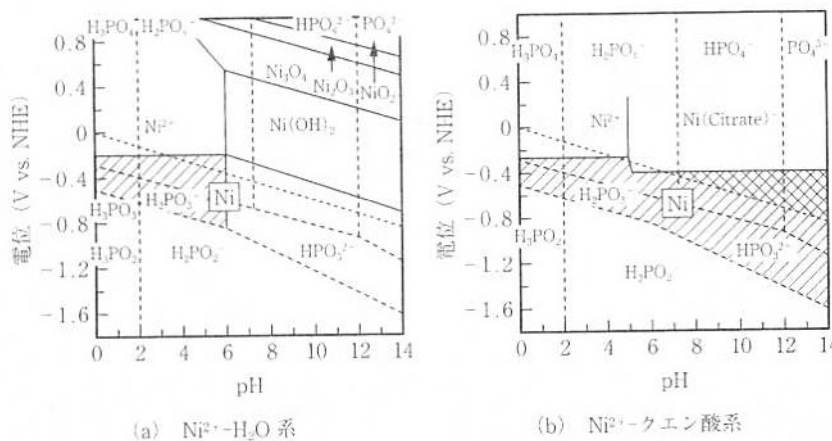 電位 (V vs. NHE)
0.8
0.4
0
−0.4
−0.8
−1.2
−1.6
H₃PO₄
H₂PO₄⁻
HPO₄²⁻
PO₄³⁻
Ni₃O₄
Ni₂O₃
NiO₂
Ni²⁺
Ni(OH)₂
H₃PO₃
H₂PO₃⁻
Ni
H₃PO₂
H₂PO₂⁻
HPO₃²⁻
0 2 4 6 8 10 12 14
pH
(a) Ni²⁺-H₂O 系
電位 (V vs. NHE)
0.8
0.4
0
−0.4
−0.8
−1.2
−1.6
H₃PO₄
H₂PO₄⁻
HPO₄⁻
PO₄³⁻
Ni²⁺
Ni(Citrate)⁻
H₂PO₃⁻
Ni
H₃PO₂
HPO₃²⁻
H₂PO₂⁻
0 2 4 6 8 10 12 14
pH
(b) Ni²⁺-クエン酸系